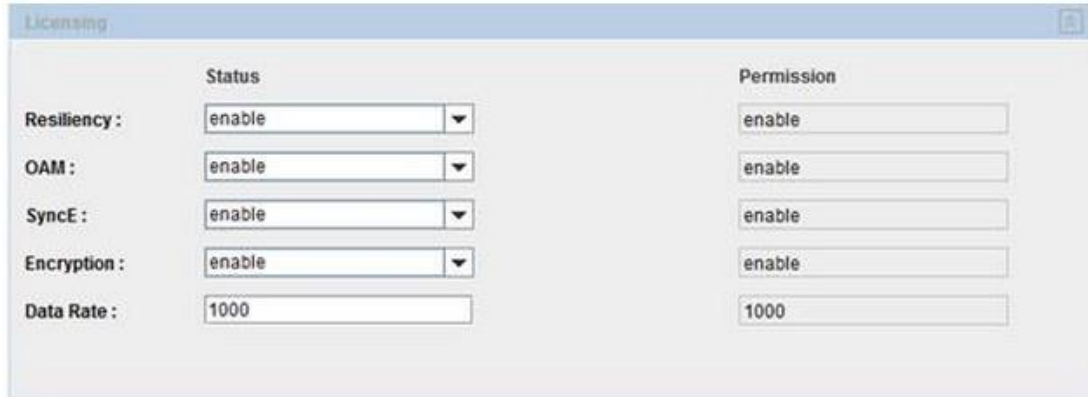 Licensing
Status Permission
Resiliency : enable enable
OAM : enable enable
SyncE : enable enable
Encryption : enable enable
Data Rate : 1000 1000